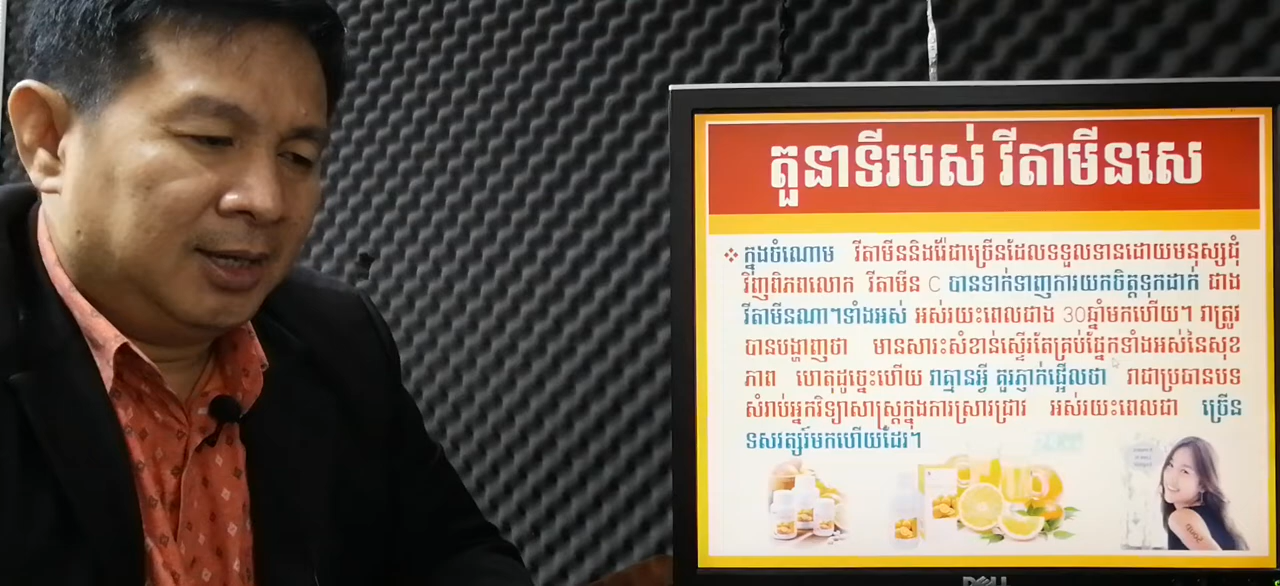 តួនាទីរបស់ វីតាមីនសេ
❖ ក្នុងចំណោម វីតាមីននិងរ៉ែជាច្រើនដែលទទួលទានដោយមនុស្សជុំ
វិញពិភពលោក វីតាមីន C បានទាក់ទាញការយកចិត្តទុកដាក់ ជាង
វីតាមីនណាៗទាំងអស់ អស់រយះពេលជាង 30ឆ្នាំមកហើយ។ វាត្រូវ
បានបង្ហាញថា មានសារះសំខាន់ស្ទើរតែគ្រប់ផ្នែកទាំងអស់នៃសុខ
ភាព ហេតុដូច្នេះហើយ វាគ្មានអ្វី គួរភ្ញាក់ផ្អើលថា វាជាប្រធានបទ
សំរាប់អ្នកវិទ្យាសាស្ត្រក្នុងការស្រាវជ្រាវ អស់រយះពេលជា ច្រើន
ទសវត្សរ៍មកហើយដែរ។
DELL